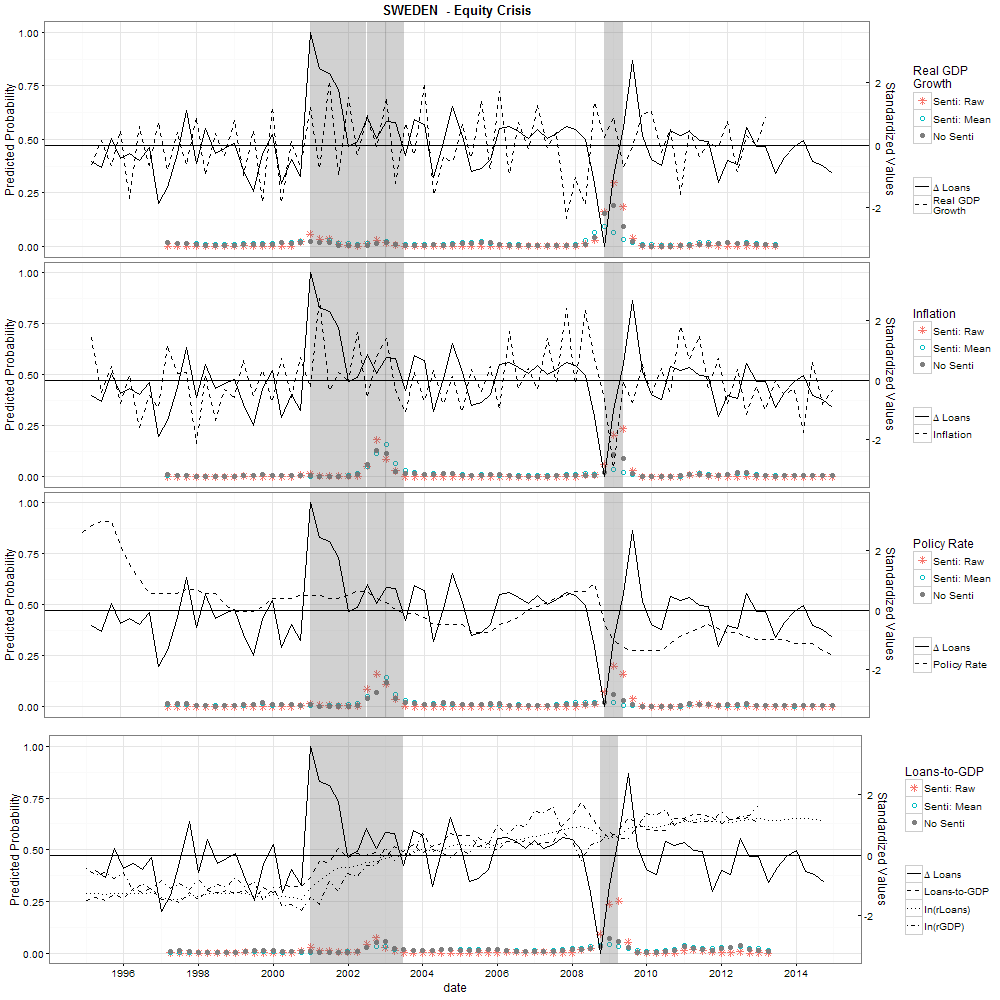 SWEDEN - Equity Crisis
1.00
0.75
0.50
0.25
0.00
Predicted Probability
2
0
-2
Standardized Values
Real GDP
Growth
Senti: Raw
Senti: Mean
No Senti
Δ Loans
Real GDP
Growth
1.00
0.75
0.50
0.25
0.00
Predicted Probability
2
0
-2
Standardized Values
Inflation
Senti: Raw
Senti: Mean
No Senti
Δ Loans
Inflation
1.00
0.75
0.50
0.25
0.00
Predicted Probability
2
0
-2
Standardized Values
Policy Rate
Senti: Raw
Senti: Mean
No Senti
Δ Loans
Policy Rate
1.00
0.75
0.50
0.25
0.00
Predicted Probability
2
0
-2
Standardized Values
Loans-to-GDP
Senti: Raw
Senti: Mean
No Senti
Δ Loans
Loans-to-GDP
ln(rLoans)
ln(rGDP)
1996 1998 2000 2002 2004 2006 2008 2010 2012 2014
date